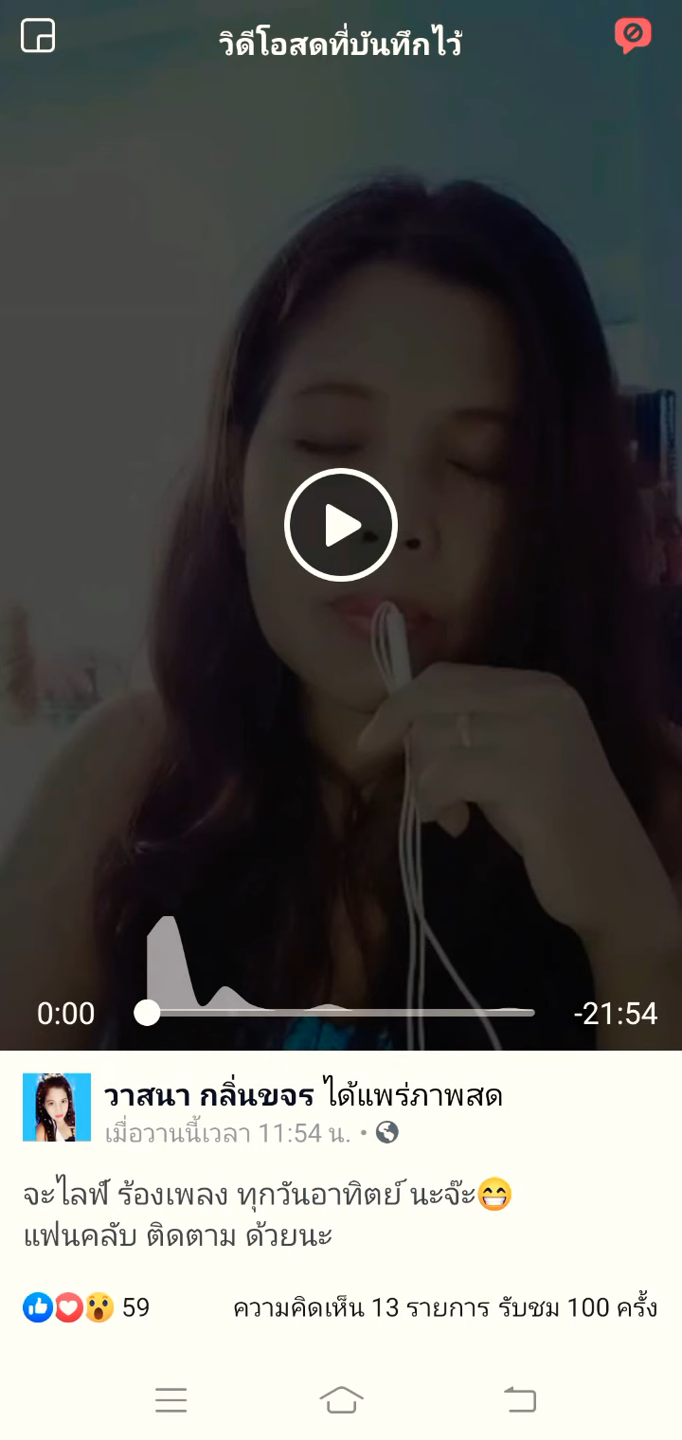 วิดีโอสดที่บันทึกไว้
0:00
-21:54
วาสนา กลิ่นขจร ได้แพร่ภาพสด
เมื่อวานนี้เวลา 11:54 น. •
จะไลฟ์ ร้องเพลง ทุกวันอาทิตย์ นะจ๊ะ😁
แฟนคลับ ติดตาม ด้วยนะ
59
ความคิดเห็น 13 รายการ รับชม 100 ครั้ง